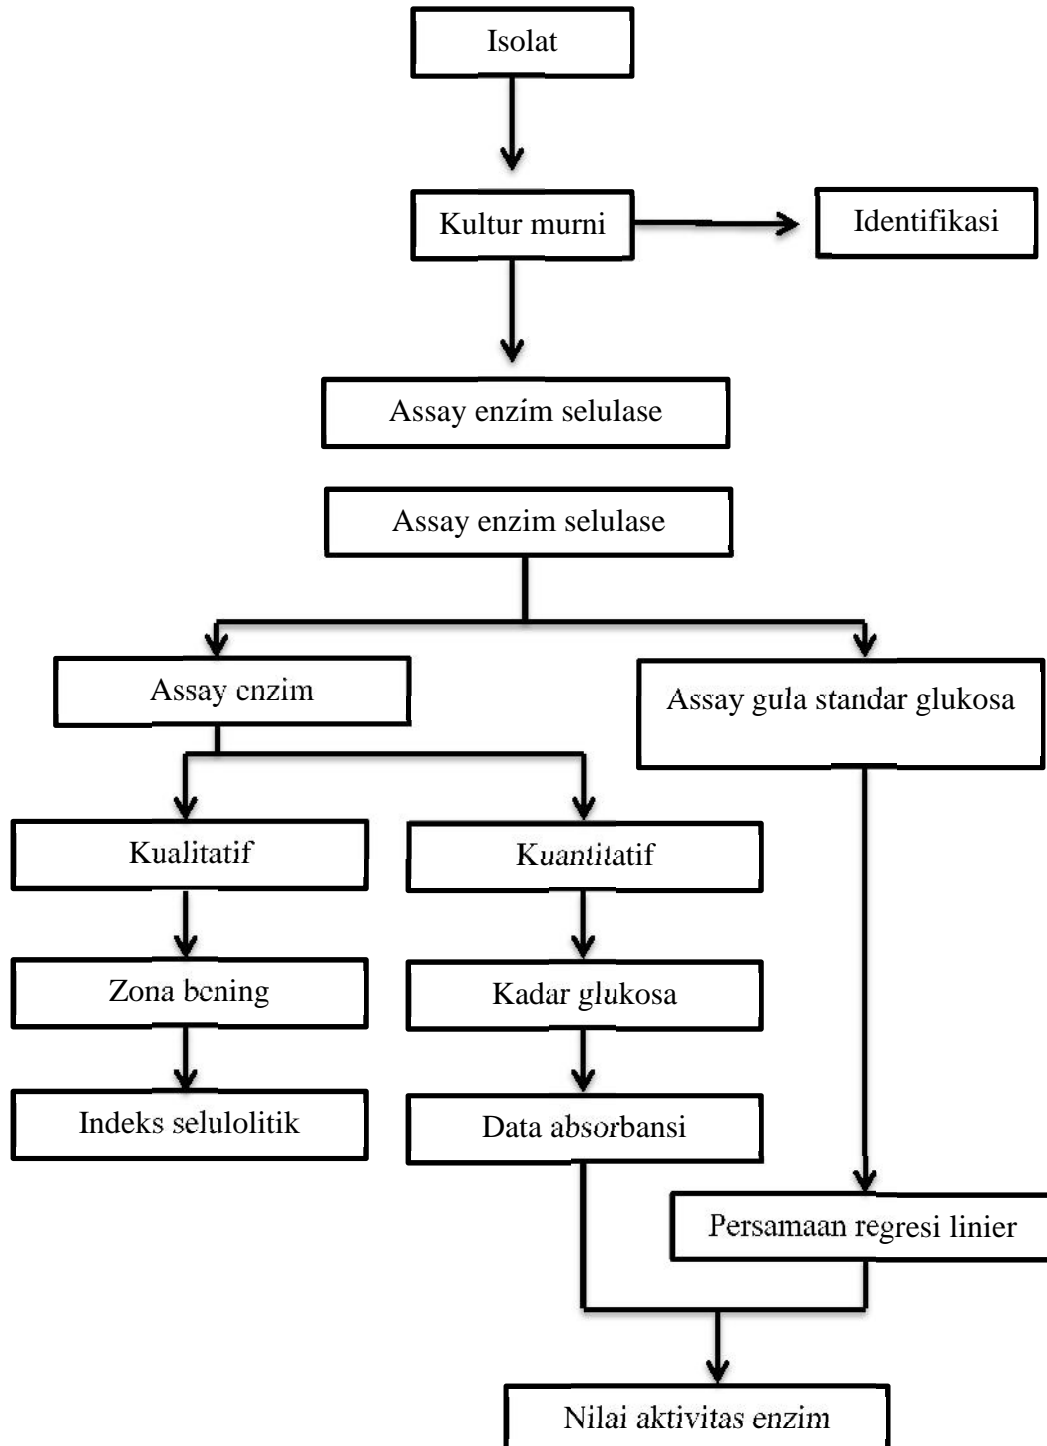 Isolat
Kultur murni
Identifikasi
Assay enzim selulase
Assay enzim selulase
Assay enzim
Assay gula standar glukosa
Kualitatif
Kuantitatif
Zona bening
Kadar glukosa
Indeks selulolitik
Data absorbansi
Persamaan regresi linier
Nilai aktivitas enzim